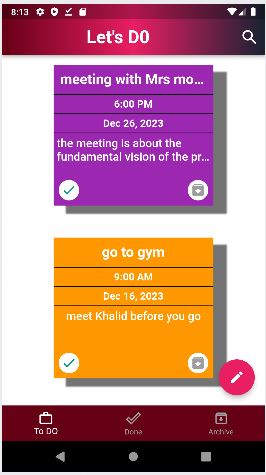 8:13
Let's DO
meeting with Mrs mo...
6:00 PM
Dec 26, 2023
the meeting is about the
fundamental vision of the pr...
go to gym
9:00 AM
Dec 16, 2023
meet Khalid before you go
To DO
Done
Archive